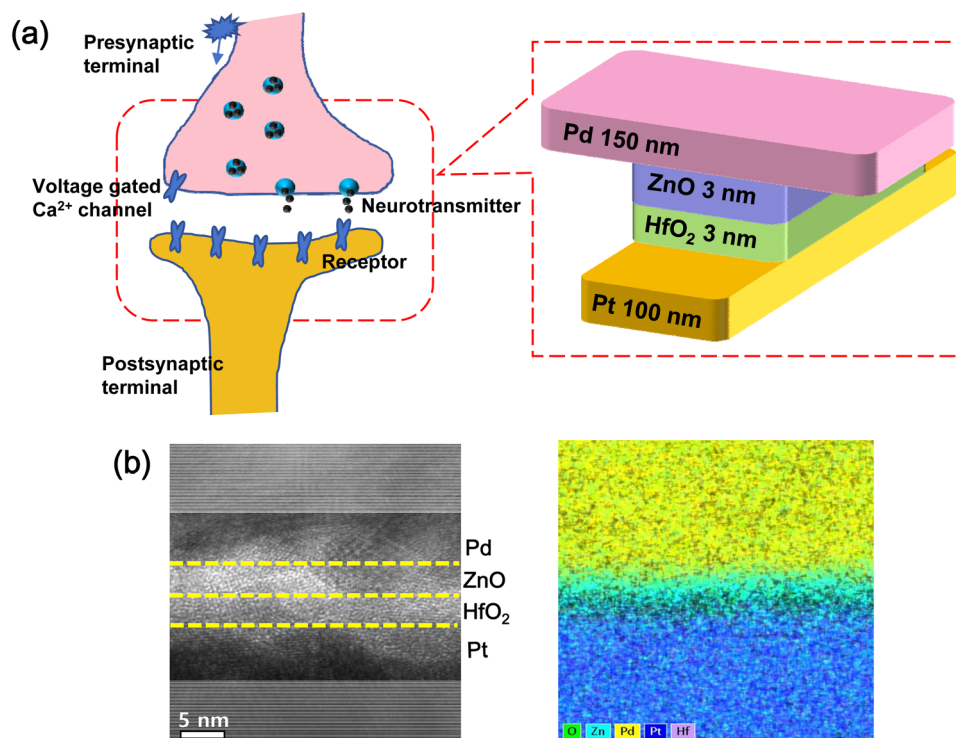 (a)
Presynaptic
terminal
Voltage gated
Ca²⁺ channel
Neurotransmitter
Receptor
Postsynaptic
terminal
Pd 150 nm
ZnO 3 nm
HfO₂ 3 nm
Pt 100 nm
(b)
Pd
ZnO
HfO₂
Pt
5 nm
O Zn Pd Pt Hf